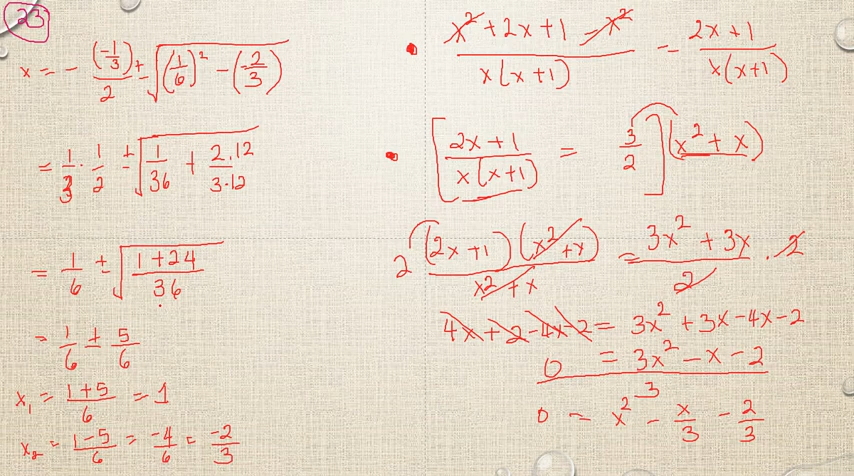 23
x = - (-1/3)/2 ± √((1/6)² - (-2/3))
= 1/3 · 1/2 ± √(1/36 + 2·12/3·12)
= 1/6 ± √((1+24)/36)
= 1/6 ± 5/6
x₁ = (1+5)/6 = 1
x₂ = (1-5)/6 = -4/6 = -2/3
• (x² + 2x + 1 - x²)/(x(x+1)) = (2x+1)/(x(x+1))
• [(2x+1)/(x(x+1)) = 3/2](x² + x)
2 (2x+1)(x²+x)/(x²+x) = (3x² + 3x)/2 · 2
4x + 2 - 4x - 2 = 3x² + 3x - 4x - 2
0 = 3x² - x - 2
3
0 = x² - x/3 - 2/3